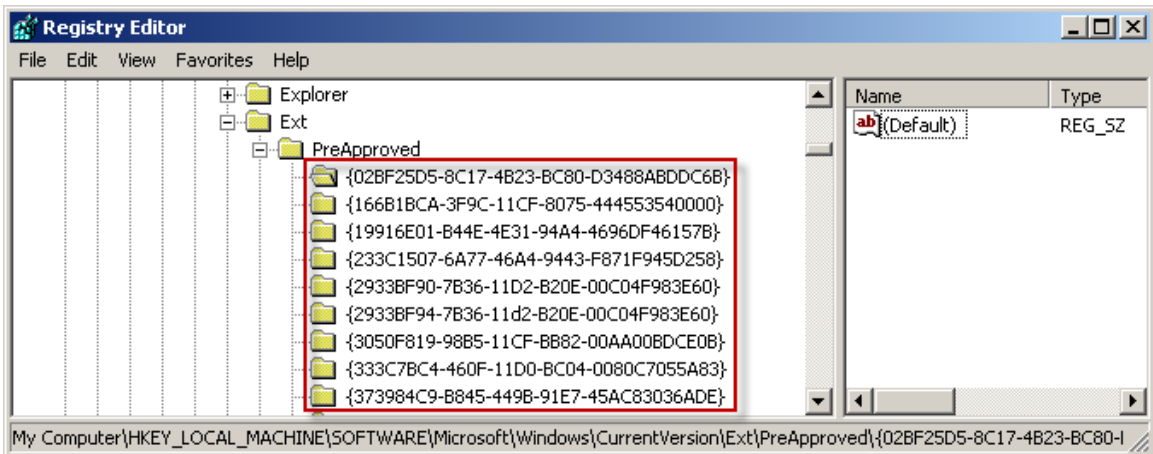 Registry Editor
File Edit View Favorites Help
Explorer
Ext
PreApproved
{02BF25D5-8C17-4B23-BC80-D3488ABDDC6B}
{166B1BCA-3F9C-11CF-8075-444553540000}
{19916E01-B44E-4E31-94A4-4696DF46157B}
{233C1507-6A77-46A4-9443-F871F945D258}
{2933BF90-7B36-11D2-B20E-00C04F983E60}
{2933BF94-7B36-11d2-B20E-00C04F983E60}
{3050F819-98B5-11CF-BB82-00AA00BDCE0B}
{333C7BC4-460F-11D0-BC04-0080C7055A83}
{373984C9-B845-449B-91E7-45AC83036ADE}
Name Type
ab (Default) REG_SZ
My Computer\HKEY_LOCAL_MACHINE\SOFTWARE\Microsoft\Windows\CurrentVersion\Ext\PreApproved\{02BF25D5-8C17-4B23-BC80-